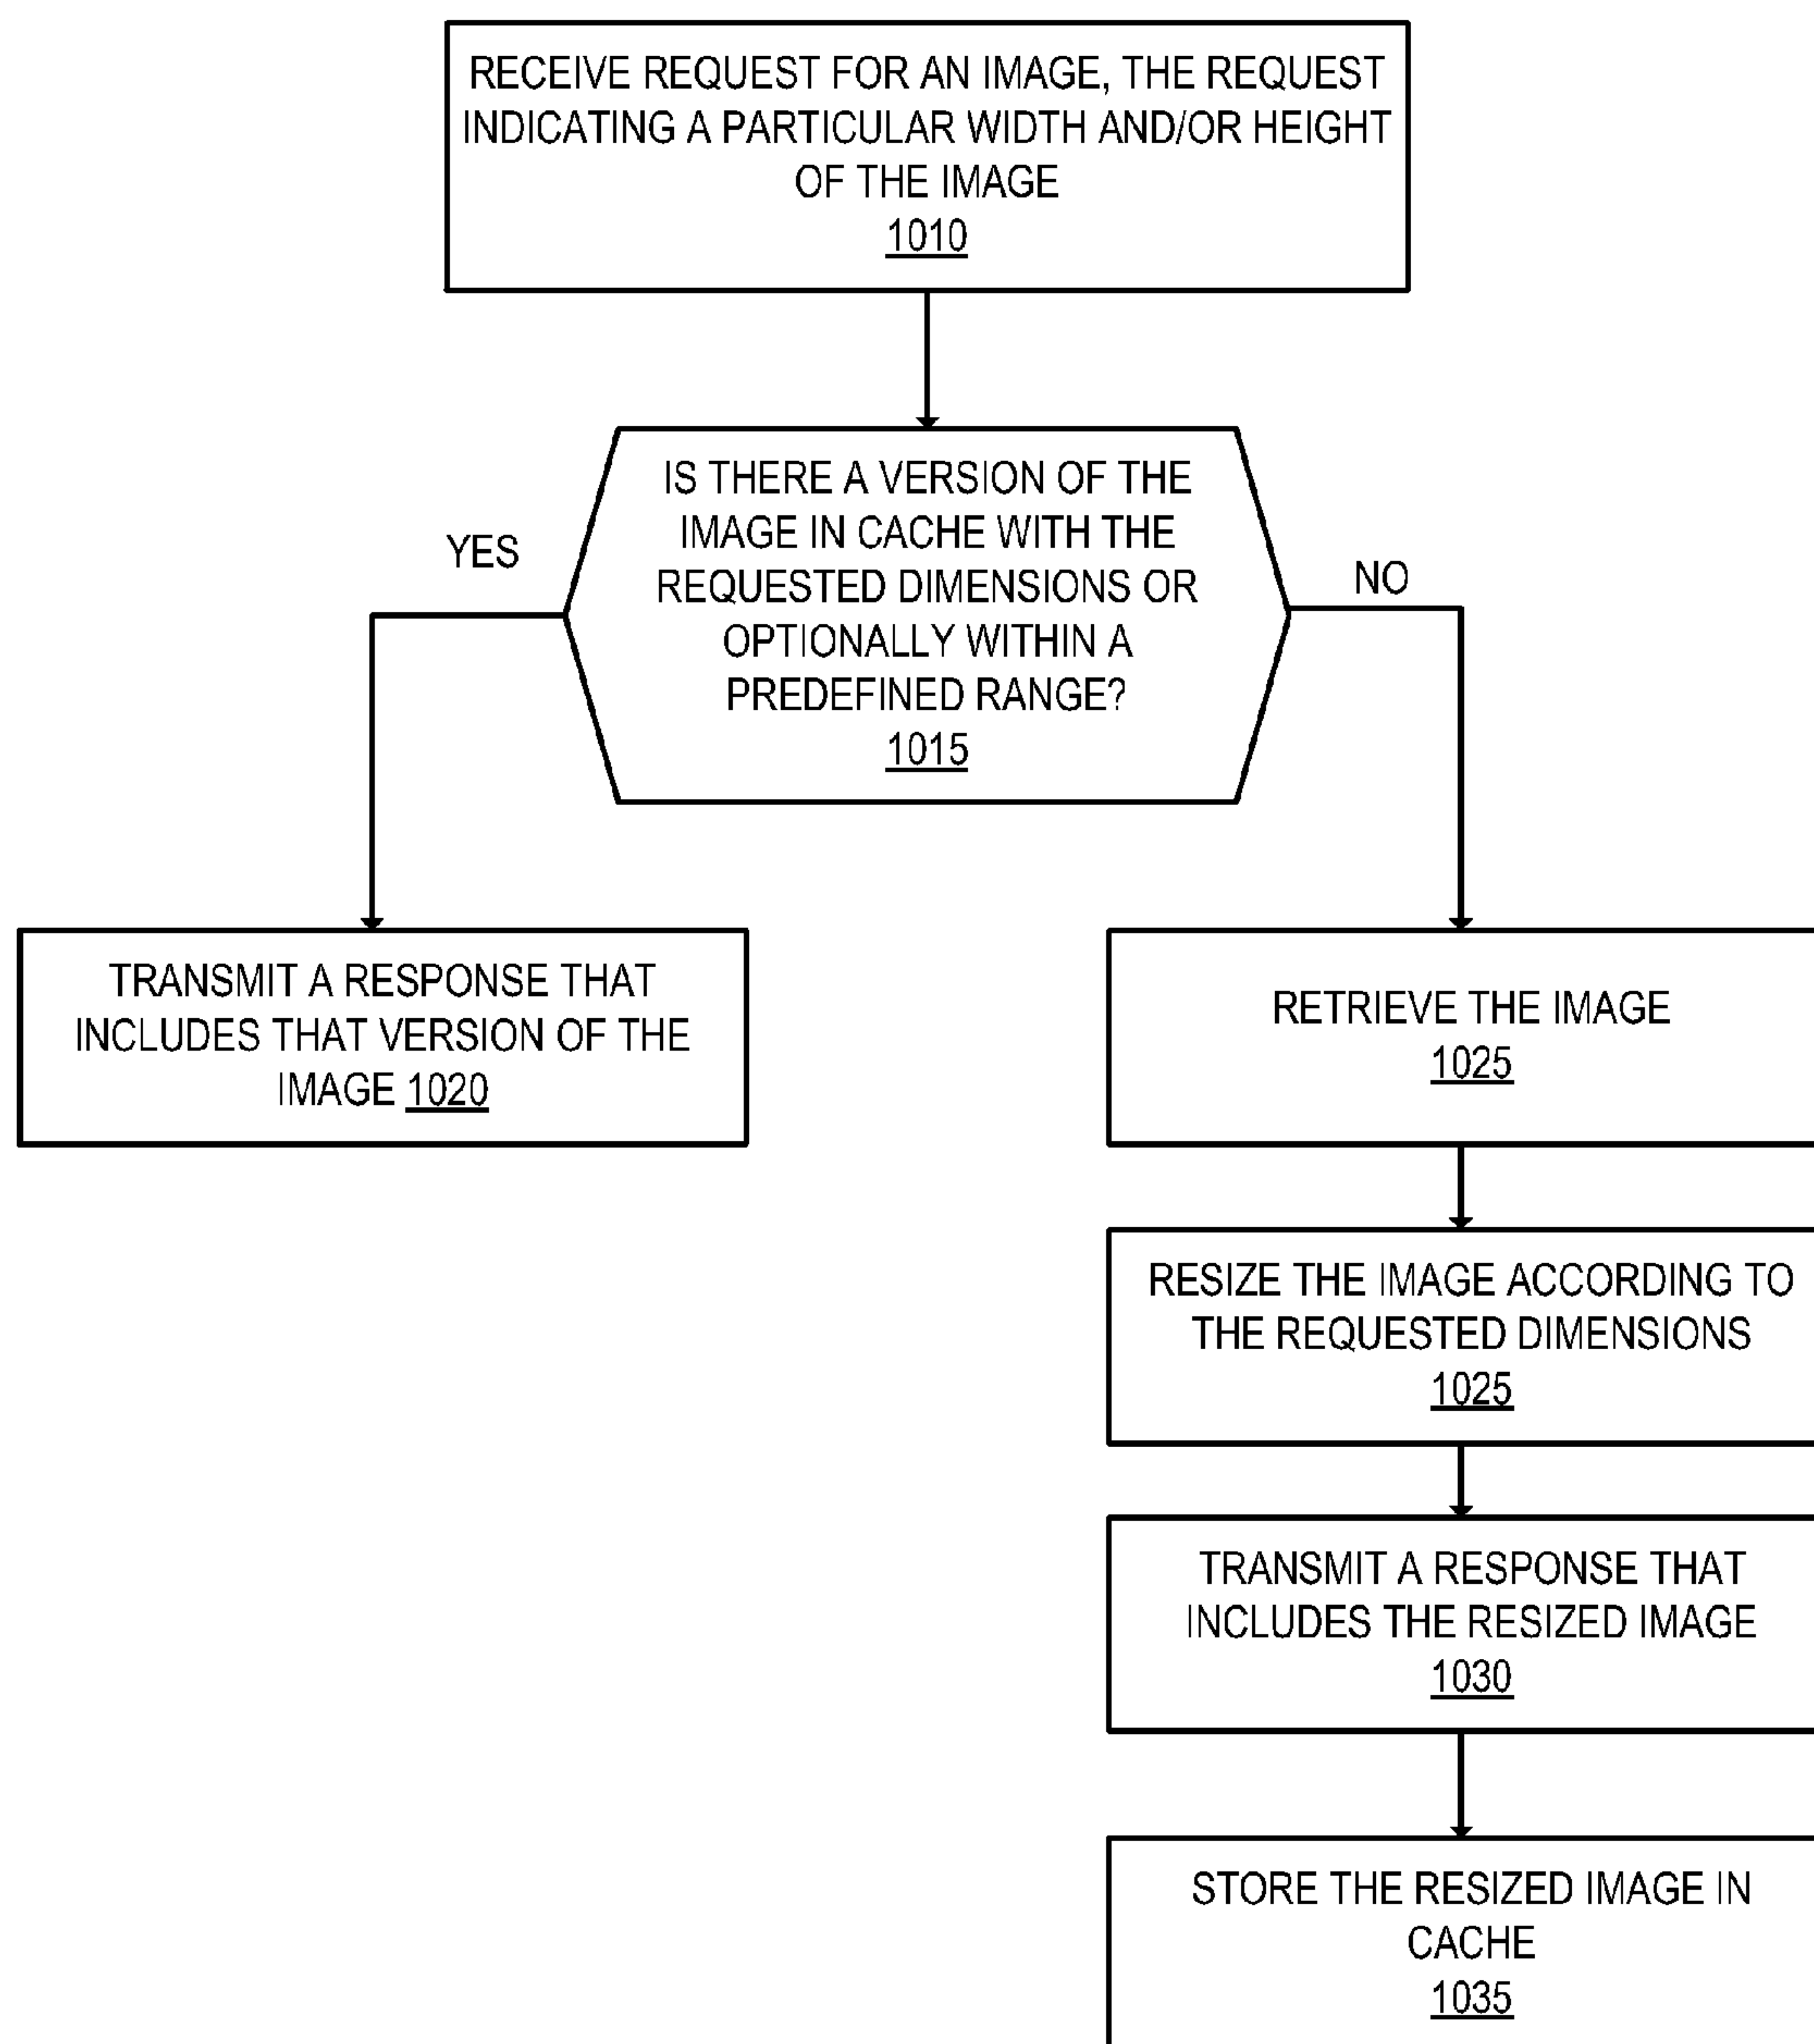 RECEIVE REQUEST FOR AN IMAGE, THE REQUEST
INDICATING A PARTICULAR WIDTH AND/OR HEIGHT
OF THE IMAGE
1010
IS THERE A VERSION OF THE
IMAGE IN CACHE WITH THE
REQUESTED DIMENSIONS OR
OPTIONALLY WITHIN A
PREDEFINED RANGE?
1015
YES
NO
TRANSMIT A RESPONSE THAT
INCLUDES THAT VERSION OF THE
IMAGE 1020
RETRIEVE THE IMAGE
1025
RESIZE THE IMAGE ACCORDING TO
THE REQUESTED DIMENSIONS
1025
TRANSMIT A RESPONSE THAT
INCLUDES THE RESIZED IMAGE
1030
STORE THE RESIZED IMAGE IN
CACHE
1035